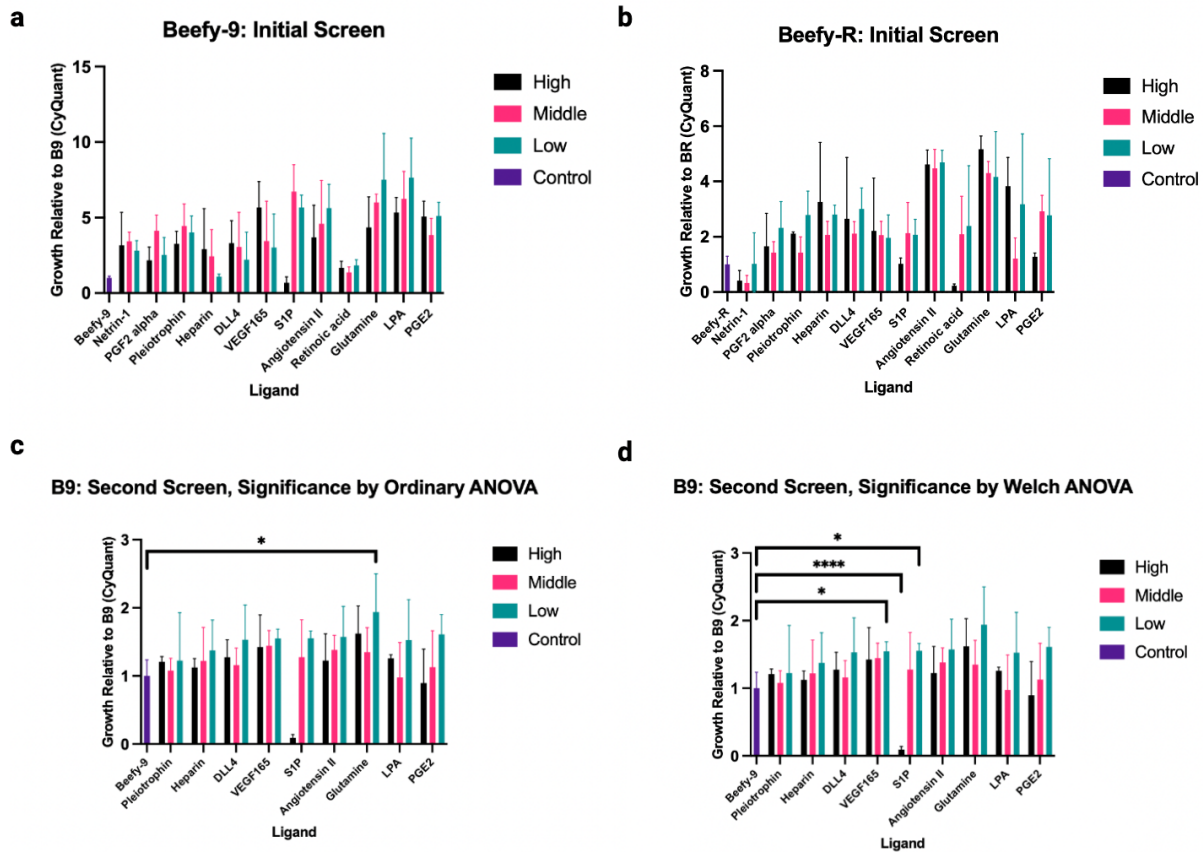 a
Beefy-9: Initial Screen
Growth Relative to B9 (CyQuant)
15
10
5
0
Beefy-9
Netrin-1
PGF2 alpha
Pleiotrophin
Heparin
DLL4
VEGF165
S1P
Angiotensin II
Retinoic acid
Glutamine
LPA
PGE2
Ligand
High
Middle
Low
Control
b
Beefy-R: Initial Screen
Growth Relative to BR (CyQuant)
8
6
4
2
0
Beefy-R
Netrin-1
PGF2 alpha
Pleiotrophin
Heparin
DLL4
VEGF165
S1P
Angiotensin II
Retinoic acid
Glutamine
LPA
PGE2
Ligand
High
Middle
Low
Control
c
B9: Second Screen, Significance by Ordinary ANOVA
Growth Relative to B9 (CyQuant)
3
2
1
0
*
Beefy-9
Pleiotrophin
Heparin
DLL4
VEGF165
S1P
Angiotensin II
Glutamine
LPA
PGE2
Ligand
High
Middle
Low
Control
d
B9: Second Screen, Significance by Welch ANOVA
Growth Relative to B9 (CyQuant)
3
2
1
0
*
****
*
Beefy-9
Pleiotrophin
Heparin
DLL4
VEGF165
S1P
Angiotensin II
Glutamine
LPA
PGE2
Ligand
High
Middle
Low
Control